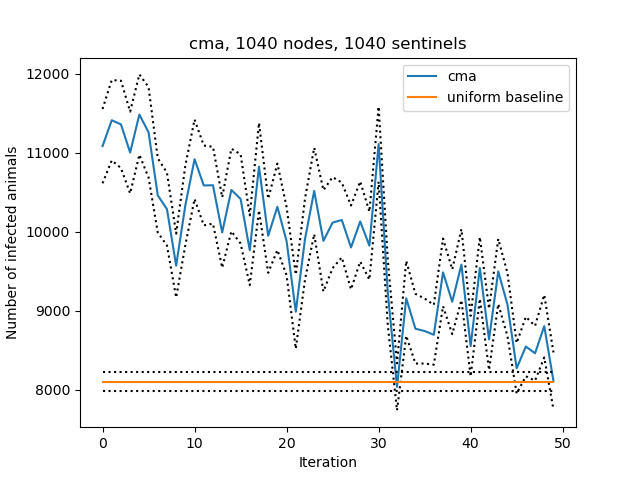 cma, 1040 nodes, 1040 sentinels
cma
uniform baseline
12000
11000
10000
9000
8000
Number of infected animals
0 10 20 30 40 50
Iteration